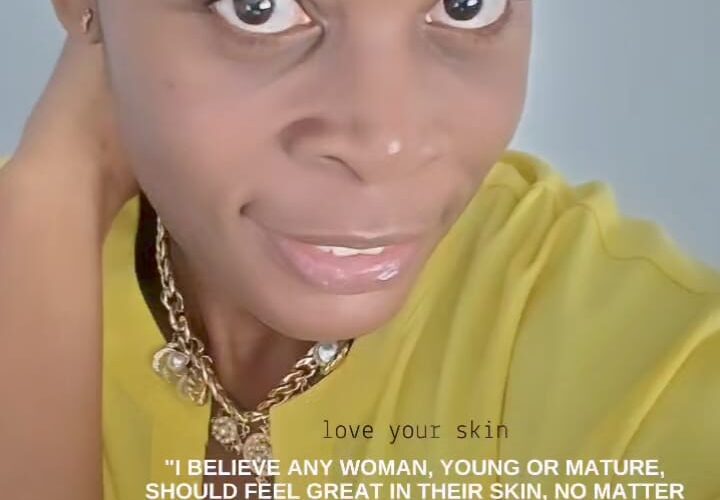 love your skin
"I BELIEVE ANY WOMAN, YOUNG OR MATURE,
SHOULD FEEL GREAT IN THEIR SKIN, NO MATTER